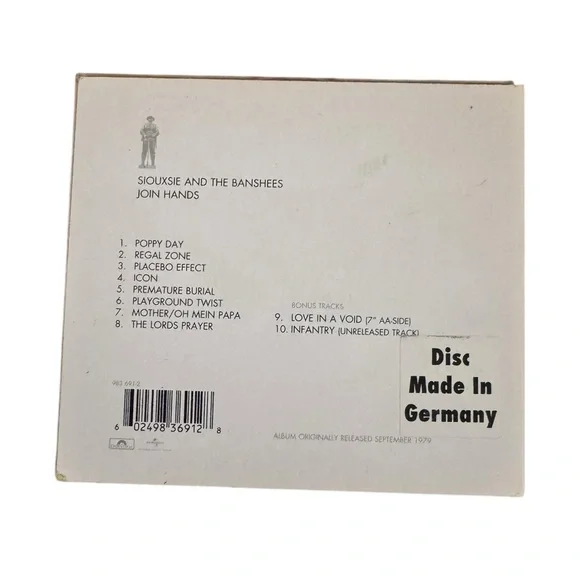 SIOUXSIE AND THE BANSHEES
JOIN HANDS
1. POPPY DAY
2. REGAL ZONE
3. PLACEBO EFFECT
4. ICON
5. PREMATURE BURIAL
6. PLAYGROUND TWIST
7. MOTHER/OH MEIN PAPA
8. THE LORDS PRAYER
BONUS TRACKS
9. LOVE IN A VOID (7" AA-SIDE)
10. INFANTRY (UNRELEASED TRACK)
Disc
Made In
Germany
983 691-2
6 02498 36912 8
ALBUM ORIGINALLY RELEASED SEPTEMBER 1979